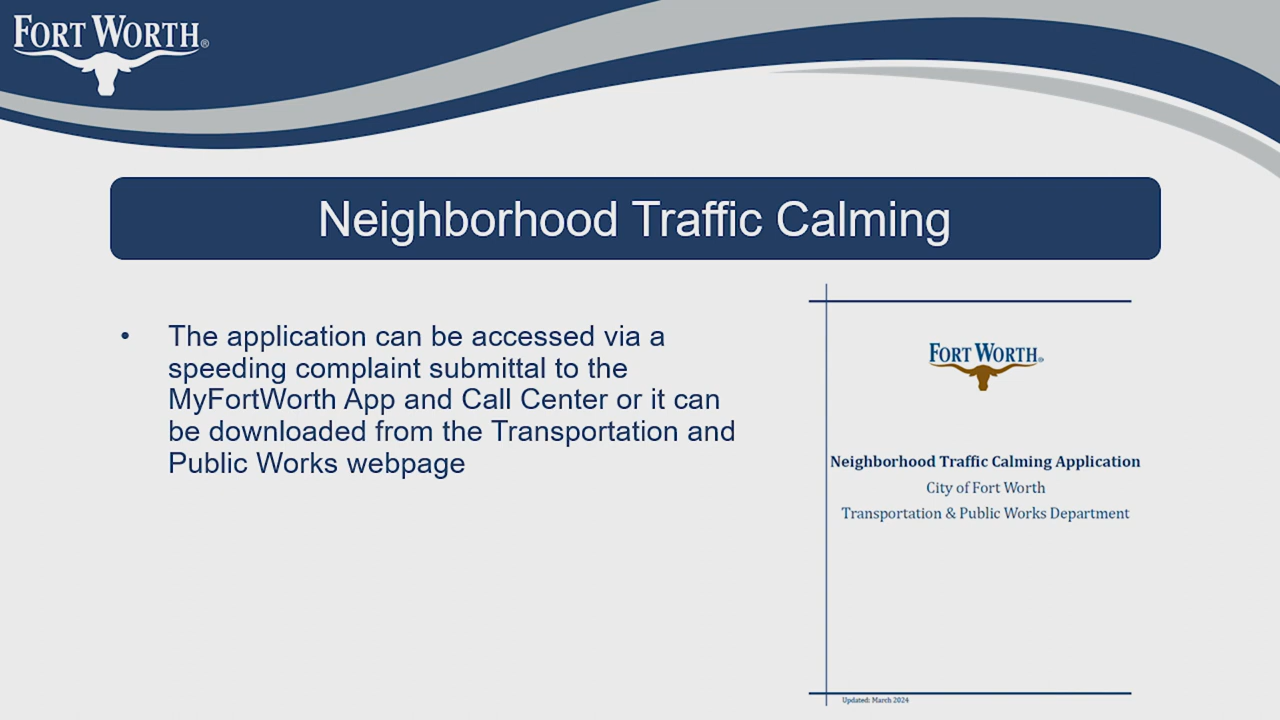 FORT WORTH®
Neighborhood Traffic Calming
• The application can be accessed via a
speeding complaint submittal to the
MyFortWorth App and Call Center or it can
be downloaded from the Transportation and
Public Works webpage
FORT WORTH®
Neighborhood Traffic Calming Application
City of Fort Worth
Transportation & Public Works Department
Updated: March 2024